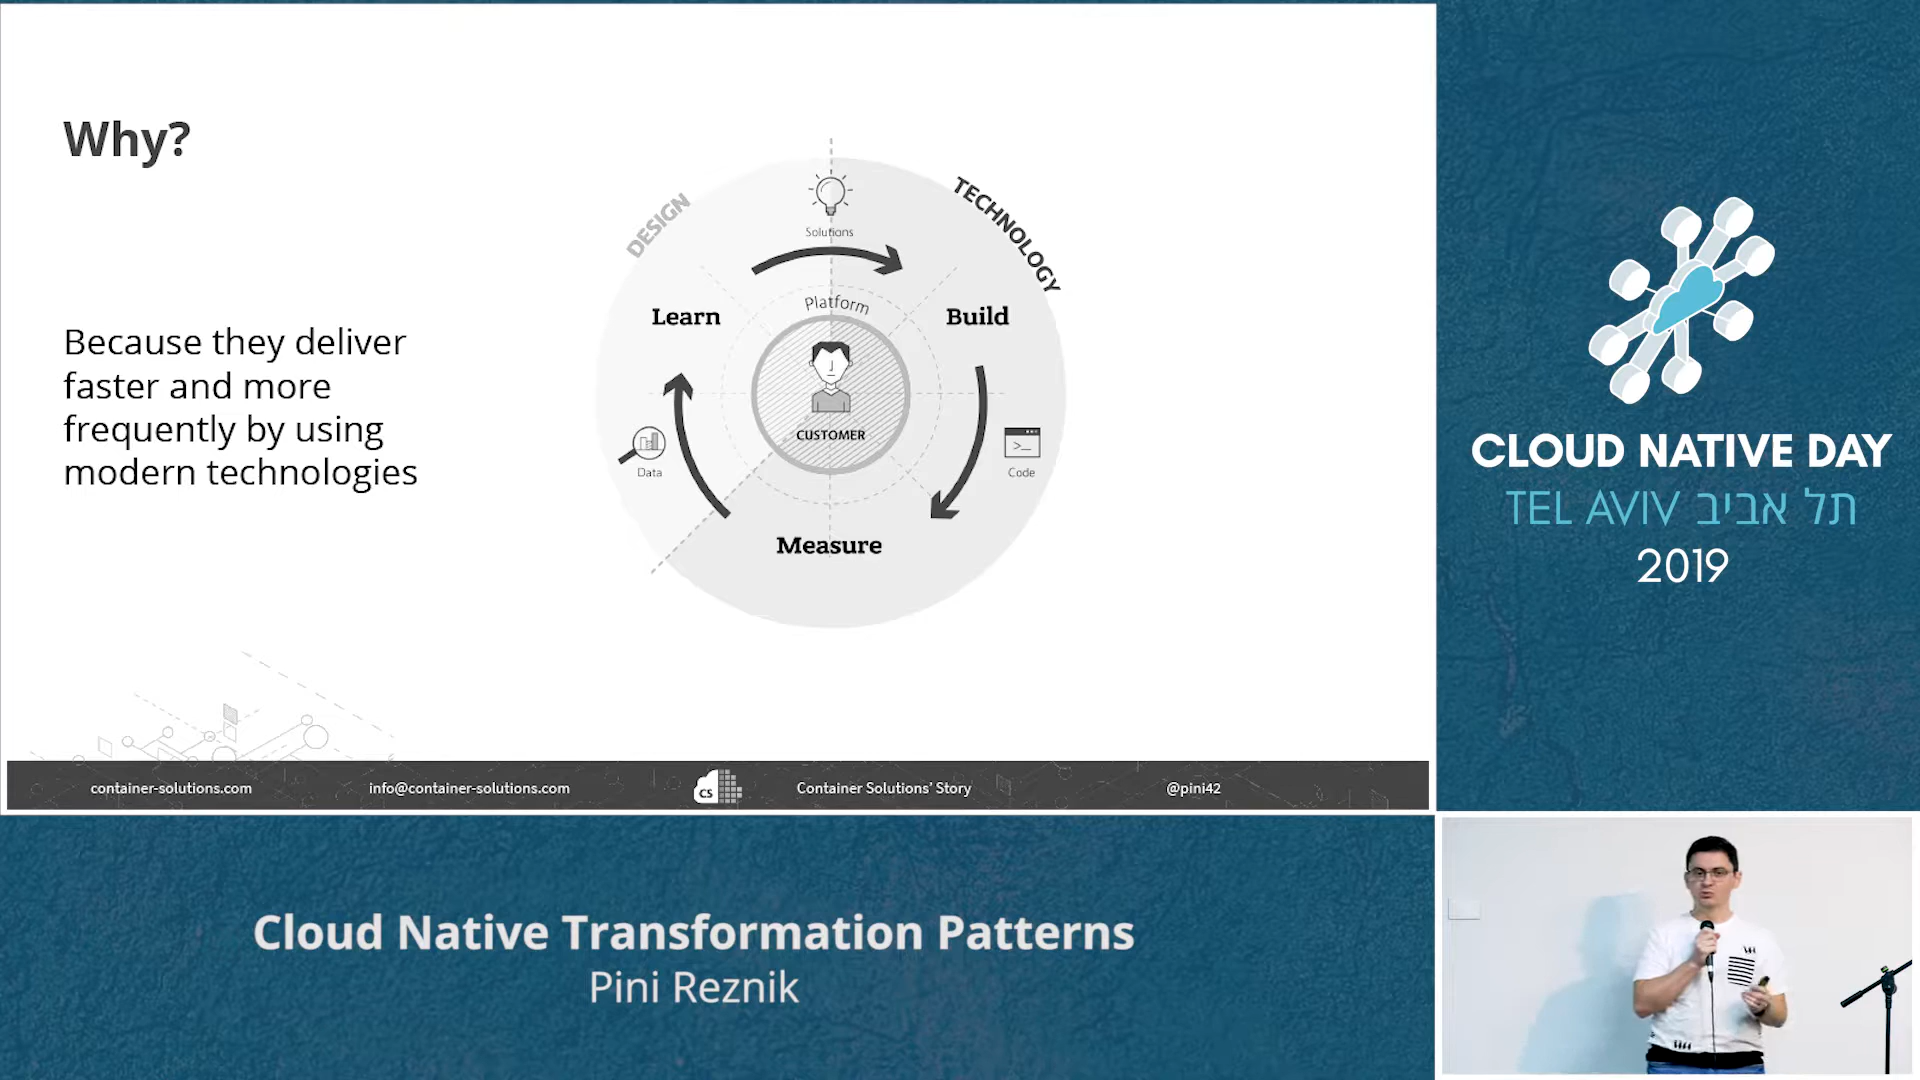 Why?
Because they deliver
faster and more
frequently by using
modern technologies
DESIGN
TECHNOLOGY
Solutions
Platform
Learn
Build
CUSTOMER
Data
Code
Measure
>_
container-solutions.com
info@container-solutions.com
CS
Container Solutions’ Story
@pini42
CLOUD NATIVE DAY
TEL AVIV תל אביב
2019
Cloud Native Transformation Patterns
Pini Reznik